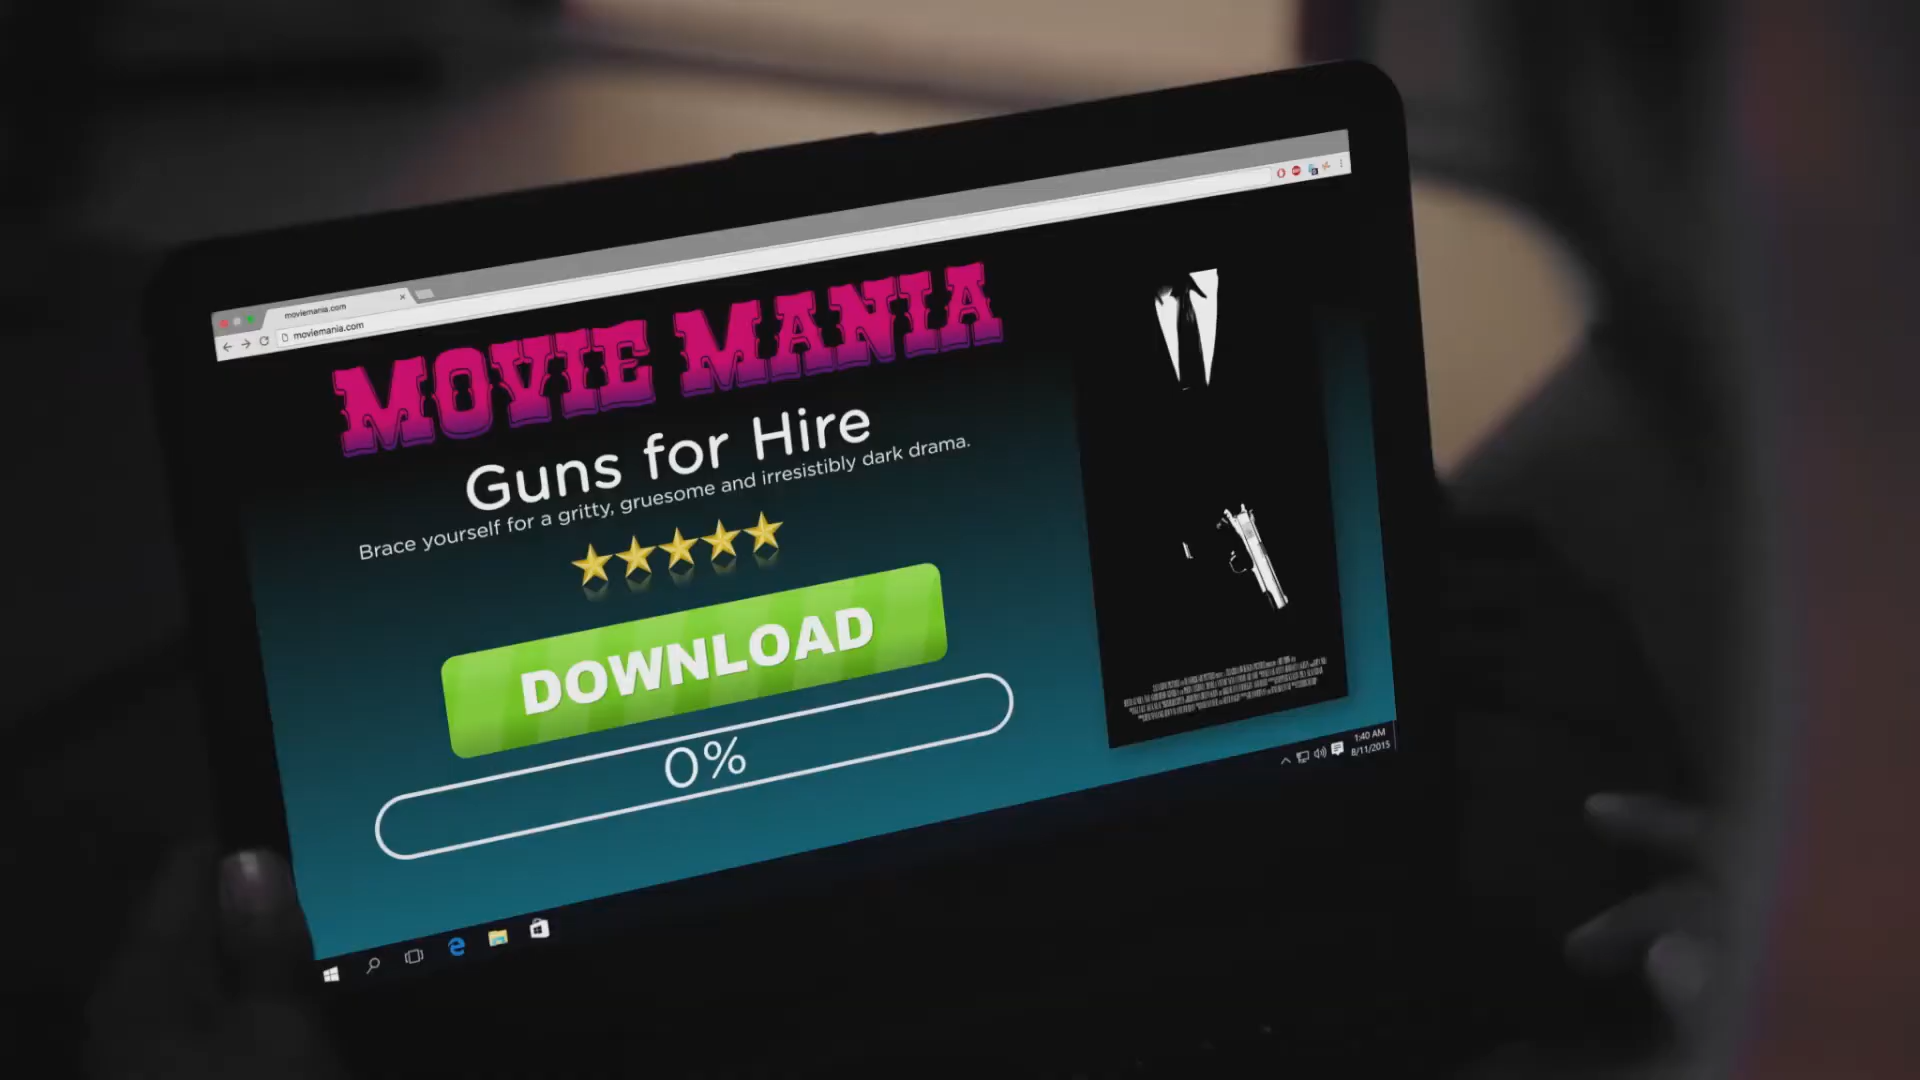 moviemania.com
moviemania.com
MOVIE MANIA
Guns for Hire
Brace yourself for a gritty, gruesome and irresistibly dark drama.
DOWNLOAD
0%
1:40 AM
8/11/2015